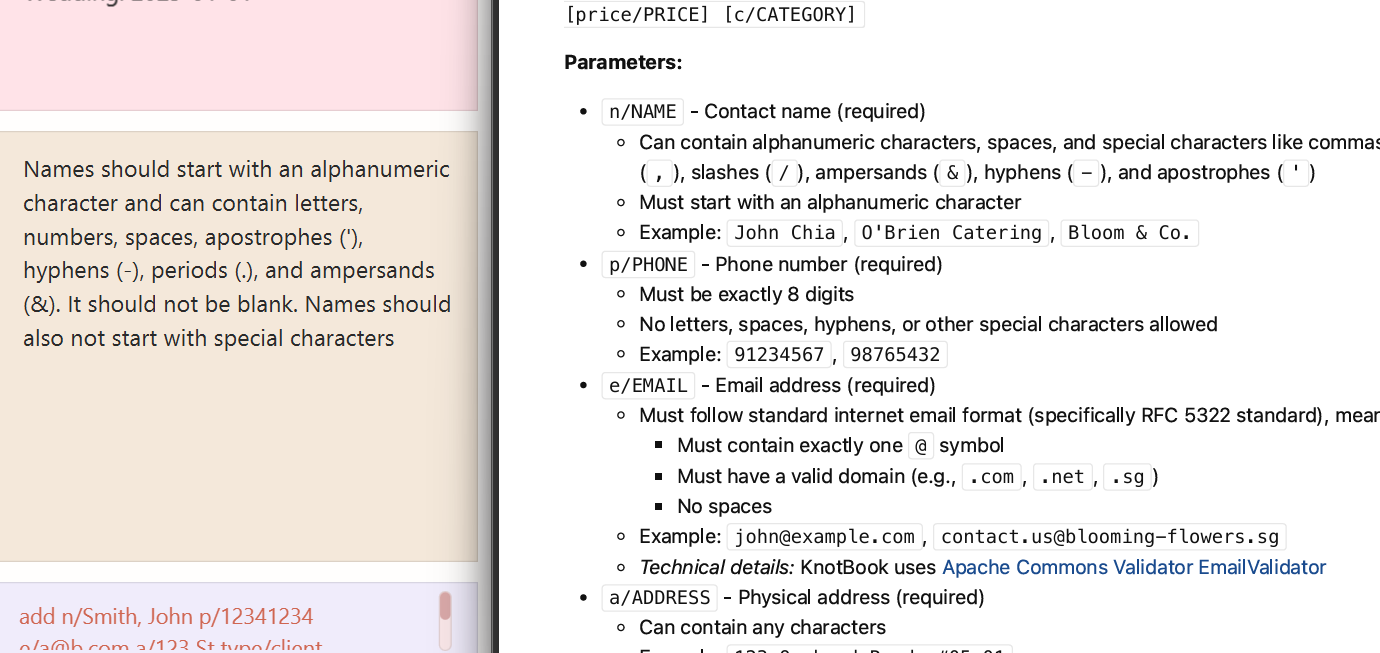 [price/PRICE] [c/CATEGORY]
Names should start with an alphanumeric
character and can contain letters,
numbers, spaces, apostrophes ('),
hyphens (-), periods (.), and ampersands
(&). It should not be blank. Names should
also not start with special characters
add n/Smith, John p/12341234
e/a@b.com a/123 St type/client
Parameters:
• n/NAME - Contact name (required)
Can contain alphanumeric characters, spaces, and special characters like commas
(,), slashes (/), ampersands (&), hyphens (-), and apostrophes (')
Must start with an alphanumeric character
Example: John Chia, O'Brien Catering, Bloom & Co.
• p/PHONE - Phone number (required)
Must be exactly 8 digits
No letters, spaces, hyphens, or other special characters allowed
Example: 91234567, 98765432
• e/EMAIL - Email address (required)
Must follow standard internet email format (specifically RFC 5322 standard),
Must contain exactly one @ symbol
Must have a valid domain (e.g., .com, .net, .sg)
No spaces
Example: john@example.com, contact.us@blooming-flowers.sg
Technical details: KnotBook uses Apache Commons Validator EmailValidator
• a/ADDRESS - Physical address (required)
Can contain any characters